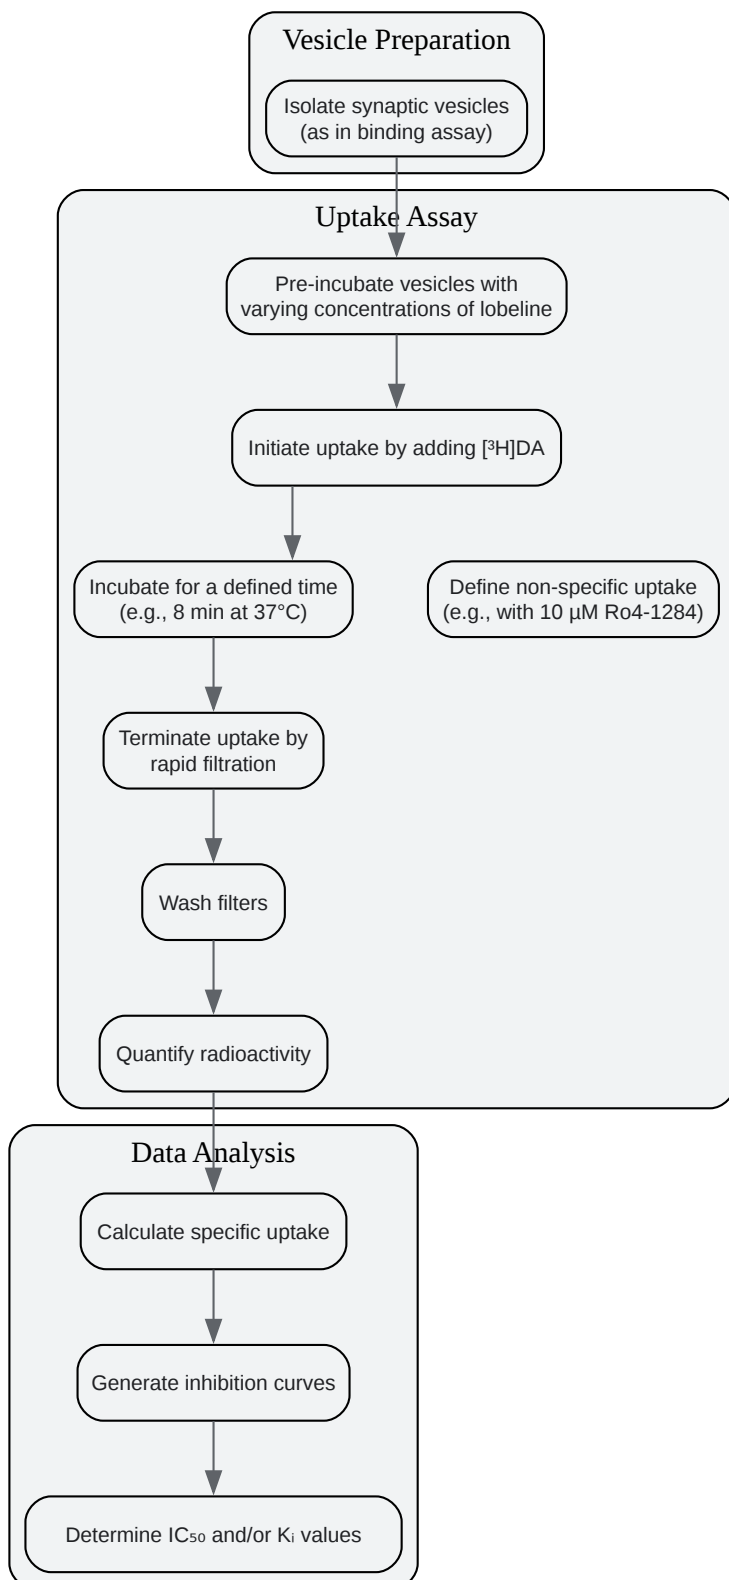 Vesicle Preparation
Isolate synaptic vesicles
(as in binding assay)
Uptake Assay
Pre-incubate vesicles with
varying concentrations of lobeline
Initiate uptake by adding [³H]DA
Incubate for a defined time
(e.g., 8 min at 37°C)
Define non-specific uptake
(e.g., with 10 µM Ro4-1284)
Terminate uptake by
rapid filtration
Wash filters
Quantify radioactivity
Data Analysis
Calculate specific uptake
Generate inhibition curves
Determine IC₅₀ and/or Kᵢ values